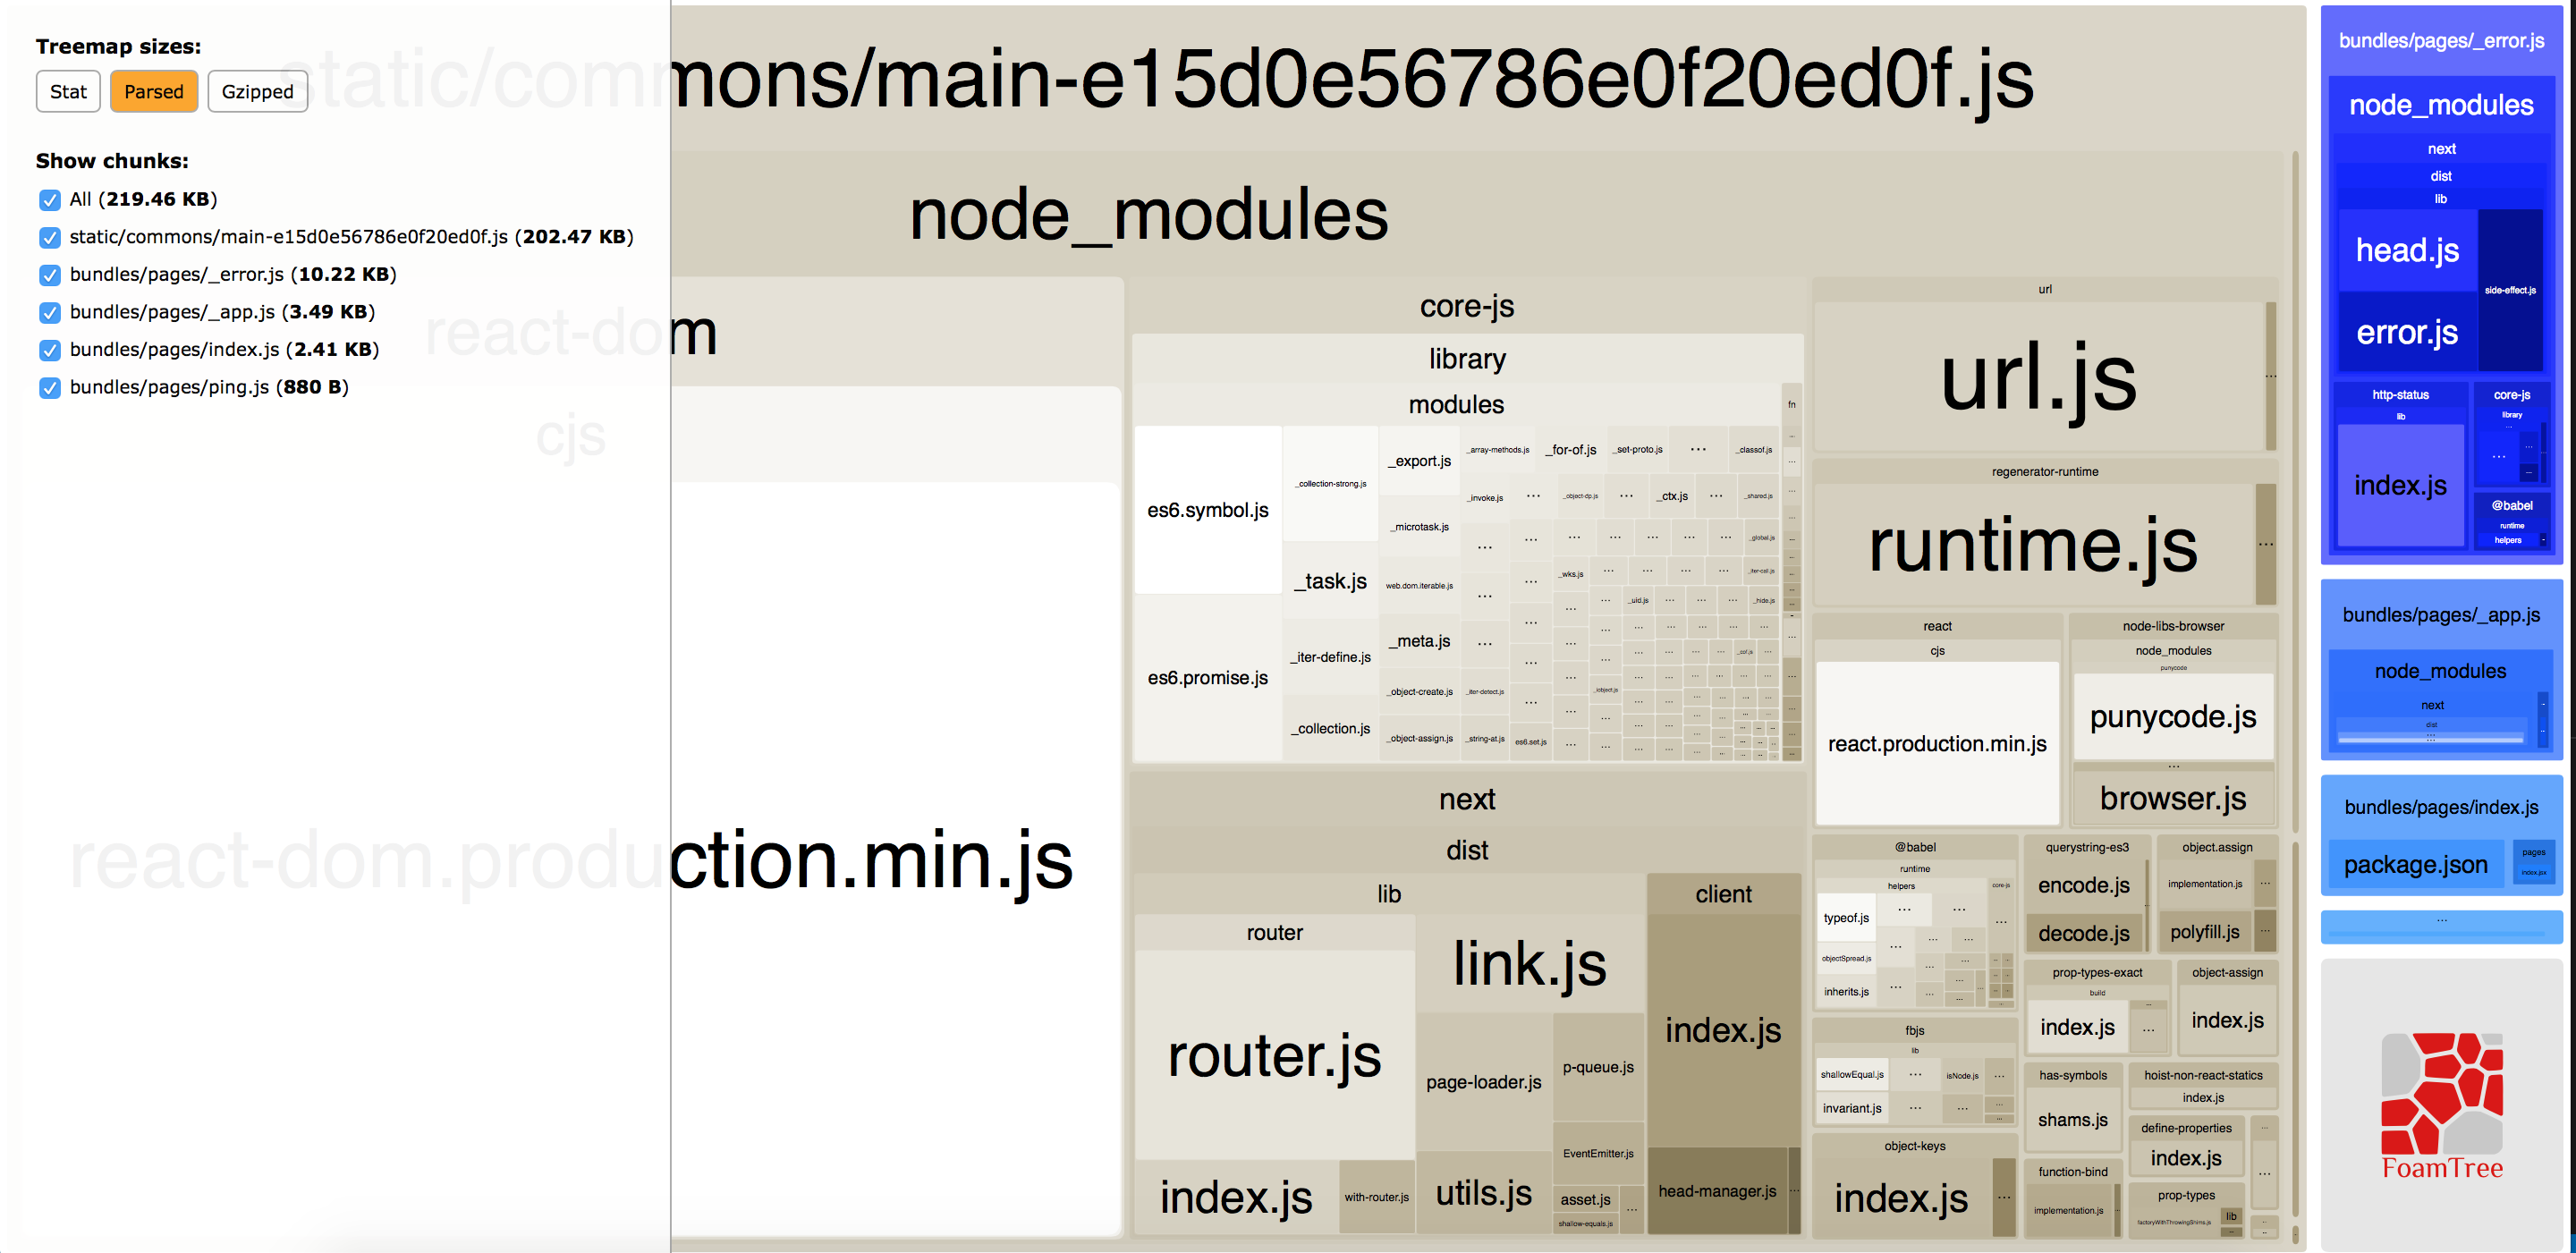 Treemap sizes:
Stat Parsed Gzipped
Show chunks:
All (219.46 KB)
static/commons/main-e15d0e56786e0f20ed0f.js (202.47 KB)
bundles/pages/_error.js (10.22 KB)
bundles/pages/_app.js (3.49 KB)
bundles/pages/index.js (2.41 KB)
bundles/pages/ping.js (880 B)
static/commons/main-e15d0e56786e0f20ed0f.js
node_modules
react-dom
cjs
react-dom.production.min.js
core-js
library
modules
fn
es6.symbol.js
es6.promise.js
_collection-strong.js
_task.js
_iter-define.js
_collection.js
_export.js
_microtask.js
web.dom.iterable.js
_meta.js
_object-create.js
_object-assign.js
_array-methods.js
_for-of.js
_set-proto.js
...
_classof.js
_invoke.js
...
_object-dp.js
...
_ctx.js
...
_shared.js
_global.js
_wks.js
_iter-call.js
_uid.js
_hide.js
_cof.js
_iter-detect.js
_iobject.js
_string-at.js
es6.set.js
next
dist
lib
router
router.js
index.js
with-router.js
link.js
page-loader.js
utils.js
p-queue.js
EventEmitter.js
asset.js
shallow-equals.js
...
client
index.js
head-manager.js
...
url
url.js
...
regenerator-runtime
runtime.js
...
react
cjs
react.production.min.js
node-libs-browser
node_modules
punycode
punycode.js
...
browser.js
@babel
runtime
helpers
core-js
typeof.js
objectSpread.js
inherits.js
fbjs
lib
shallowEqual.js
...
isNode.js
...
invariant.js
...
...
object-keys
index.js
...
querystring-es3
encode.js
decode.js
object.assign
implementation.js
...
polyfill.js
...
prop-types-exact
build
index.js
...
object-assign
index.js
has-symbols
shams.js
hoist-non-react-statics
index.js
define-properties
index.js
function-bind
implementation.js
prop-types
factoryWithThrowingShims.js
lib
bundles/pages/_error.js
node_modules
next
dist
lib
head.js
error.js
side-effect.js
http-status
lib
index.js
core-js
library
...
@babel
runtime
helpers
bundles/pages/_app.js
node_modules
next
dist
...
bundles/pages/index.js
package.json
pages
index.jsx
...
FoamTree